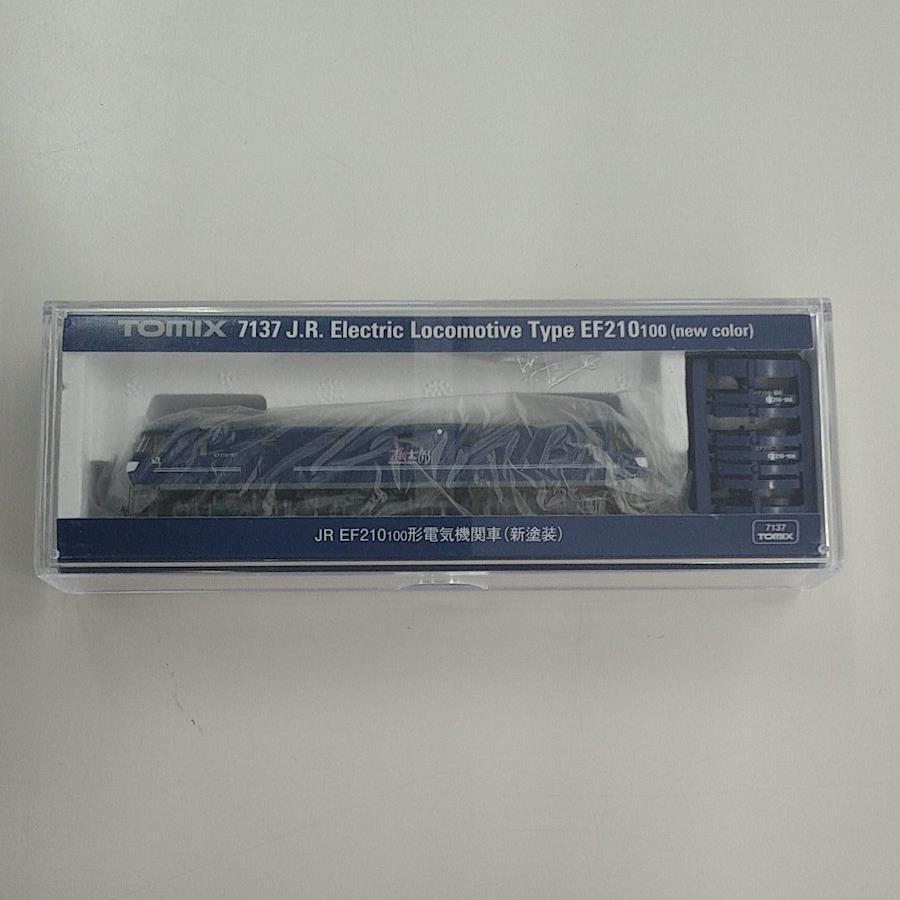 TOMIX 7137 J.R. Electric Locomotive Type EF210100 (new color)
JR EF210100形電気機関車(新塗装)
7137
TOMIX